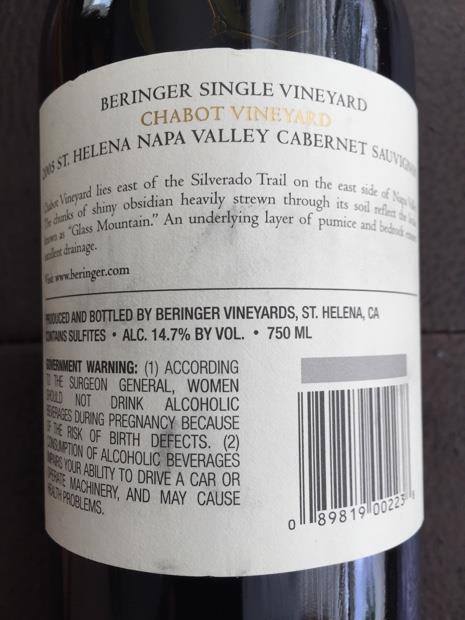 BERINGER SINGLE VINEYARD
CHABOT VINEYARD
2005 ST. HELENA NAPA VALLEY CABERNET SAUVIGNON
Chabot Vineyard lies east of the Silverado Trail on the east side of Napa
The chunks of shiny obsidian heavily strewn through its soil reflect the
known as "Glass Mountain." An underlying layer of pumice and bedrock
excellent drainage.
Visit www.beringer.com
PRODUCED AND BOTTLED BY BERINGER VINEYARDS, ST. HELENA, CA
CONTAINS SULFITES • ALC. 14.7% BY VOL. • 750 ML
GOVERNMENT WARNING: (1) ACCORDING
TO THE SURGEON GENERAL, WOMEN
SHOULD NOT DRINK ALCOHOLIC
BEVERAGES DURING PREGNANCY BECAUSE
OF THE RISK OF BIRTH DEFECTS. (2)
CONSUMPTION OF ALCOHOLIC BEVERAGES
IMPAIRS YOUR ABILITY TO DRIVE A CAR OR
OPERATE MACHINERY, AND MAY CAUSE
HEALTH PROBLEMS.
0 89819 00223 8